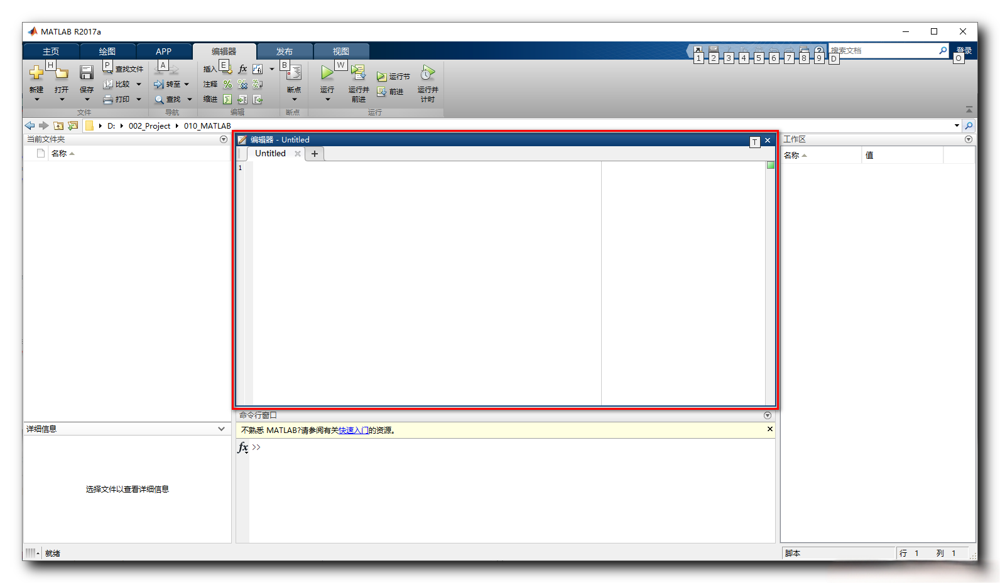 MATLAB R2017a
主页 绘图 APP 编辑器 发布 视图 搜索文档 登录
H P A E B W 1 2 3 4 5 6 7 8 9 D O
新建 打开 保存 查找文件 比较 打印
转至 查找
插入 fx fi
注释 % %
缩进
断点
运行 运行并前进 运行节 前进 运行并计时
文件 导航 编辑 断点 运行
D: 002_Project 010_MATLAB
当前文件夹
名称
编辑器 - Untitled T
Untitled +
1
工作区
名称 值
命令行窗口
不熟悉 MATLAB?请参阅有关快速入门的资源。
fx >>
详细信息
选择文件以查看详细信息
就绪
脚本 行 1 列 1